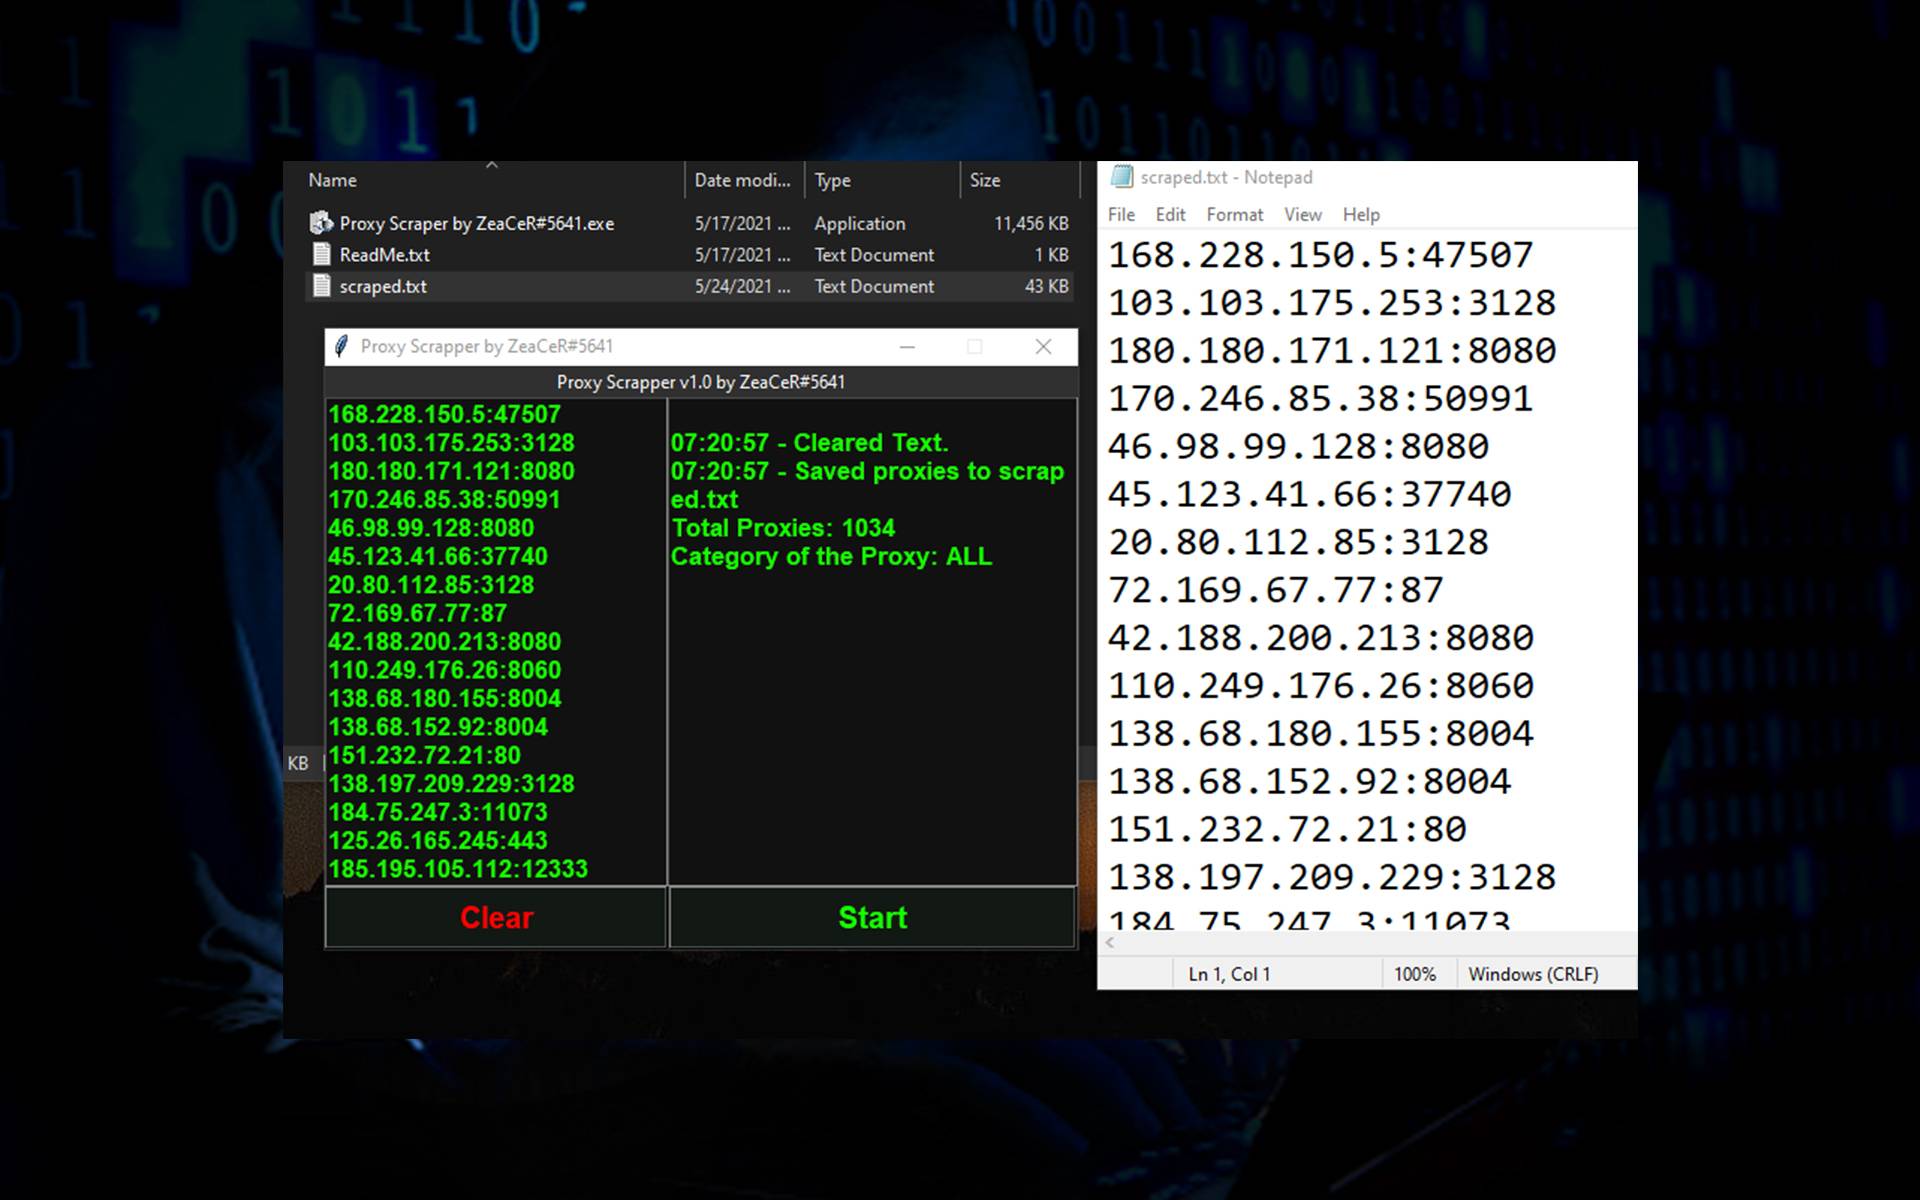 Name Date modi... Type Size
Proxy Scraper by ZeaCeR#5641.exe 5/17/2021 ... Application 11,456 KB
ReadMe.txt 5/17/2021 ... Text Document 1 KB
scraped.txt 5/24/2021 ... Text Document 43 KB
Proxy Scrapper by ZeaCeR#5641
Proxy Scrapper v1.0 by ZeaCeR#5641
168.228.150.5:47507
103.103.175.253:3128
180.180.171.121:8080
170.246.85.38:50991
46.98.99.128:8080
45.123.41.66:37740
20.80.112.85:3128
72.169.67.77:87
42.188.200.213:8080
110.249.176.26:8060
138.68.180.155:8004
138.68.152.92:8004
151.232.72.21:80
138.197.209.229:3128
184.75.247.3:11073
125.26.165.245:443
185.195.105.112:12333
07:20:57 - Cleared Text.
07:20:57 - Saved proxies to scrap
ed.txt
Total Proxies: 1034
Category of the Proxy: ALL
Clear Start
KB
scraped.txt - Notepad
File Edit Format View Help
168.228.150.5:47507
103.103.175.253:3128
180.180.171.121:8080
170.246.85.38:50991
46.98.99.128:8080
45.123.41.66:37740
20.80.112.85:3128
72.169.67.77:87
42.188.200.213:8080
110.249.176.26:8060
138.68.180.155:8004
138.68.152.92:8004
151.232.72.21:80
138.197.209.229:3128
184.75.247.3:11073
Ln 1, Col 1 100% Windows (CRLF)